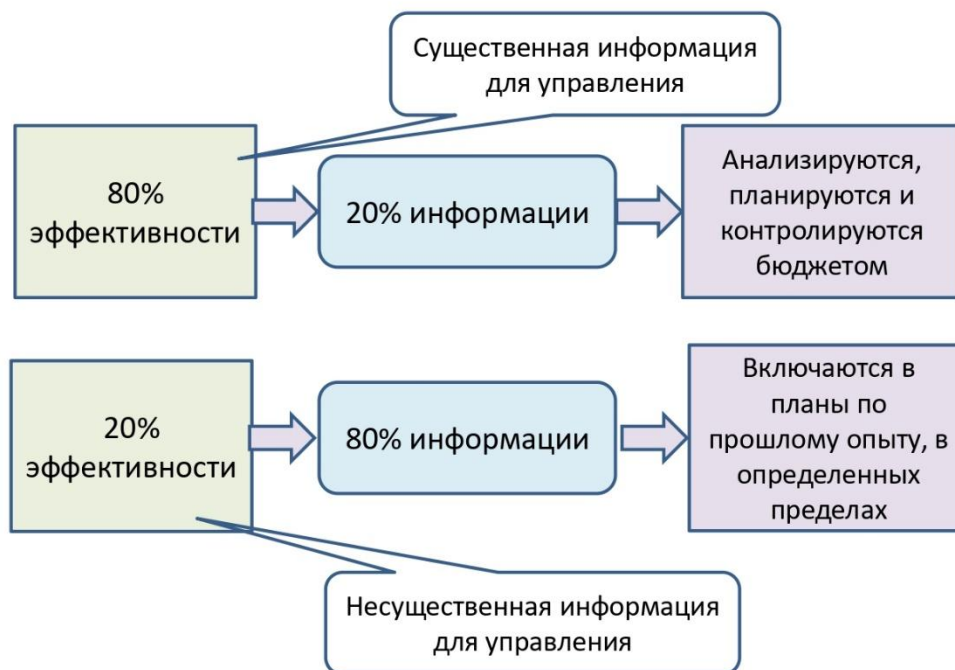 Существенная информация
для управления
80%
эффективности
20% информации
Анализируются,
планируются и
контролируются
бюджетом
20%
эффективности
80% информации
Включаются в
планы по
прошлому опыту, в
определенных
пределах
Несущественная информация
для управления